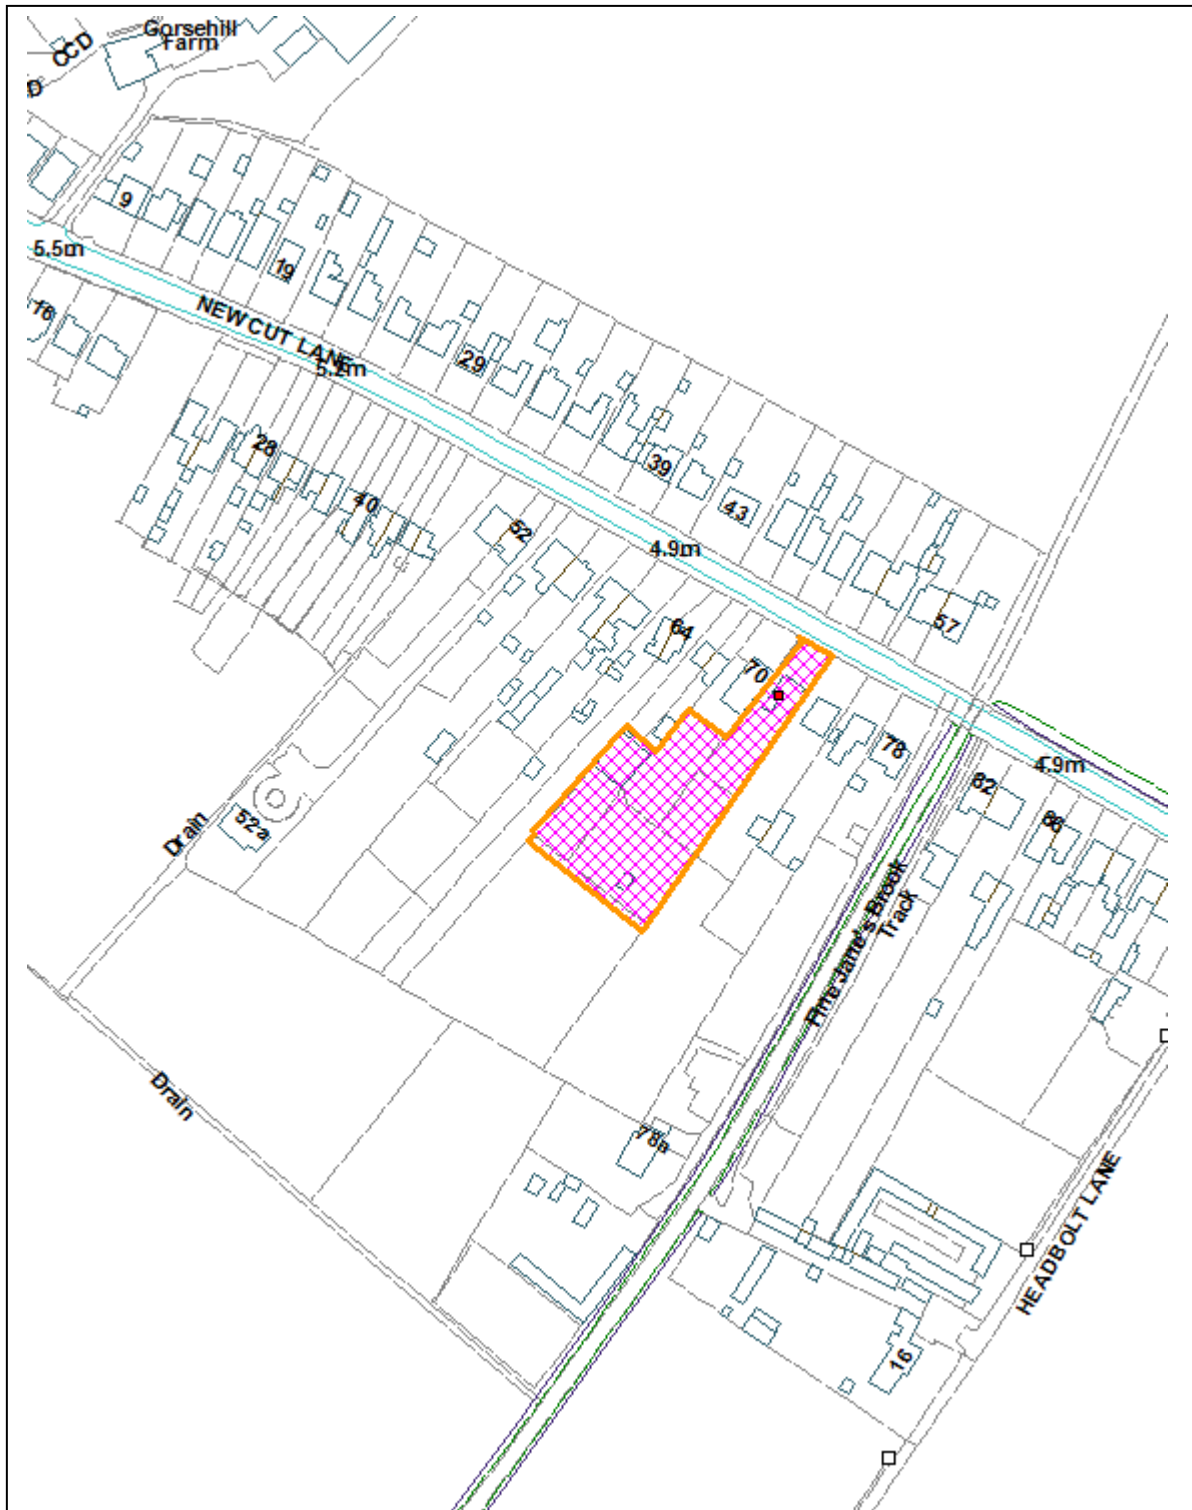 Gorsehill
Farm
CCD
D
9
5.5m
19
NEW CUT LANE
5.2m
16
29
28
39
40
43
52
4.9m
57
64
70
78
4.9m
82
86
52a
Drain
Fine Jane's Brook
Track
Drain
78a
HEADBOLT LANE
16